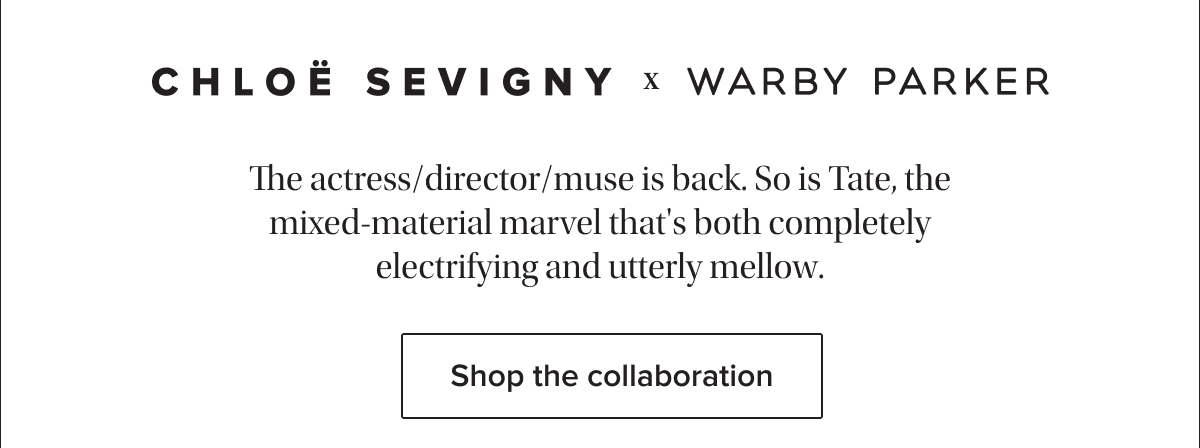 CHLOË SEVIGNY x WARBY PARKER
The actress/director/muse is back. So is Tate, the
mixed-material marvel that's both completely
electrifying and utterly mellow.
Shop the collaboration